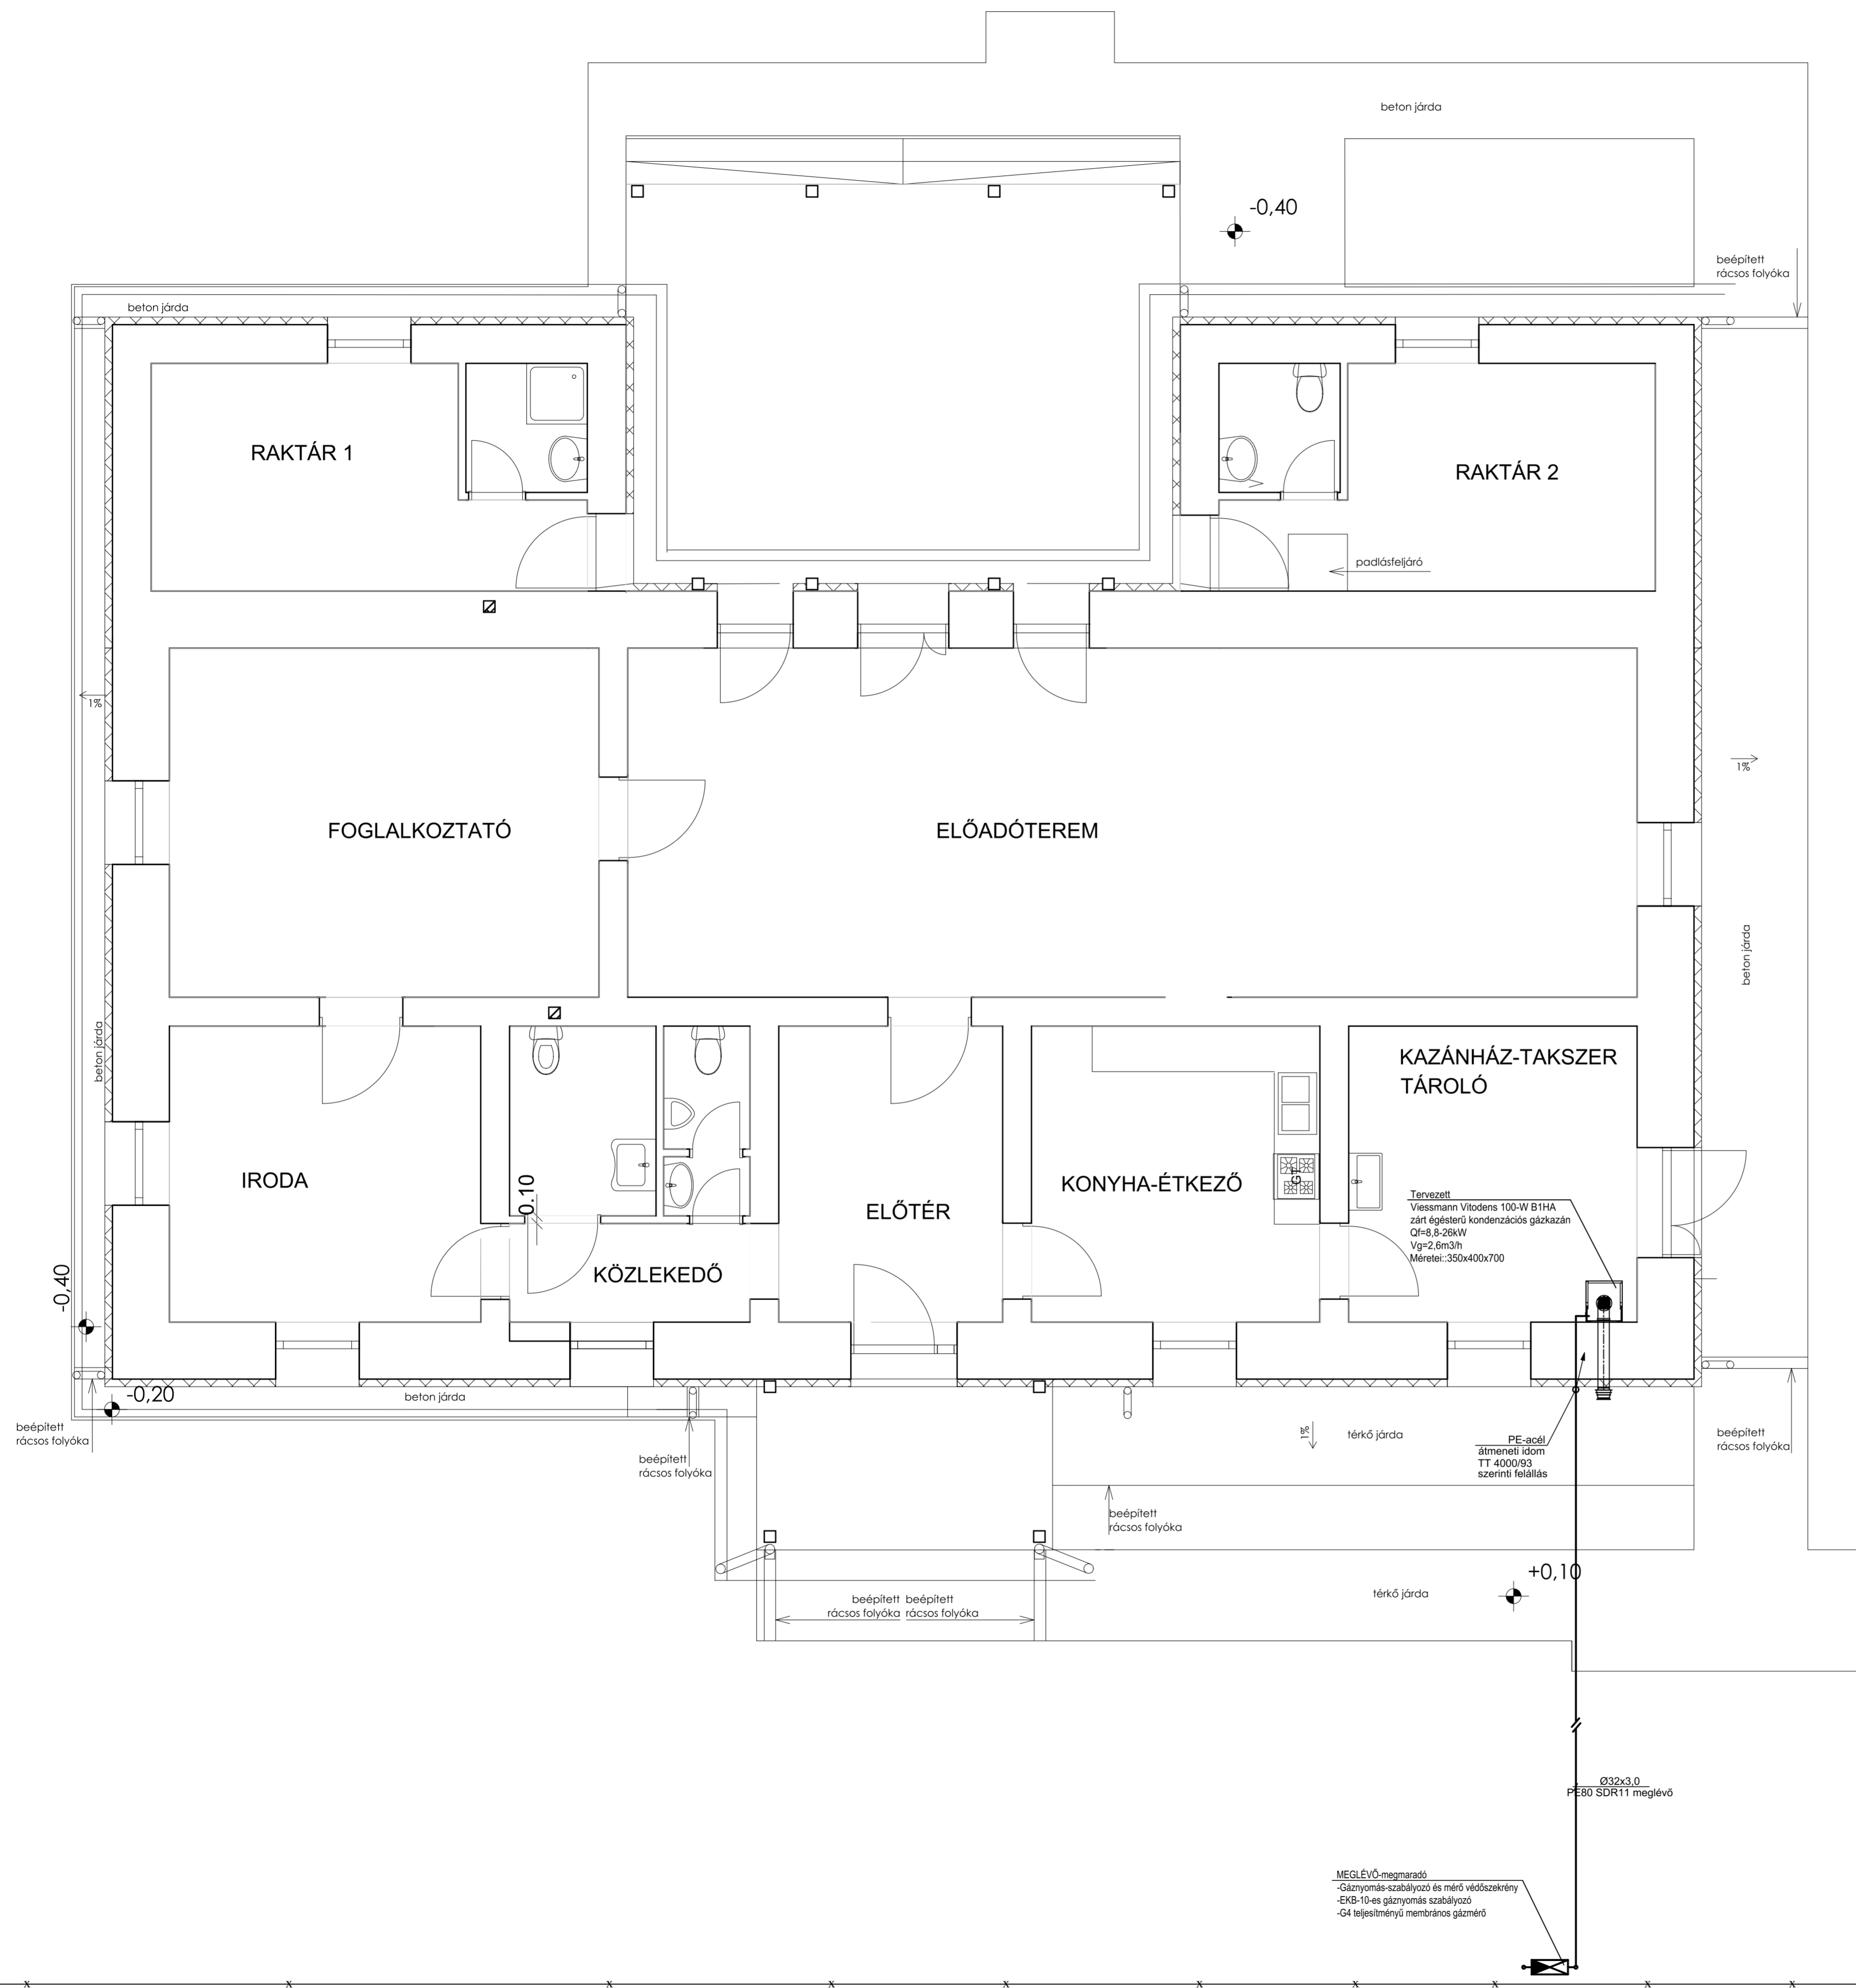 beton járda
-0,40
beépített
rácsos folyóka
beton járda
RAKTÁR 1
RAKTÁR 2
padlásfeljáró
1%
1%
FOGLALKOZTATÓ
ELŐADÓTEREM
beton járda
beton járda
KAZÁNHÁZ-TAKSZER
TÁROLÓ
IRODA
0.10
ELŐTÉR
KONYHA-ÉTKEZŐ
GT
Tervezett
Viessmann Vitodens 100-W B1HA
zárt égésterű kondenzációs gázkazán
Qf=8,8-26kW
Vg=2,6m3/h
Méretei::350x400x700
KÖZLEKEDŐ
-0,40
-0,20
beton járda
beépített
rácsos folyóka
beépített
rácsos folyóka
1%
térkő járda
PE-acél
átmeneti idom
TT 4000/93
szerinti felállás
beépített
rácsos folyóka
beépített
rácsos folyóka
+0,10
térkő járda
beépített beépített
rácsos folyóka rácsos folyóka
Ø32x3,0
PE80 SDR11 meglévő
MEGLÉVŐ-megmaradó
-Gáznyomás-szabályozó és mérő védőszekrény
-EKB-10-es gáznyomás szabályozó
-G4 teljesítményű membrános gázmérő
x x x x x x x x x x